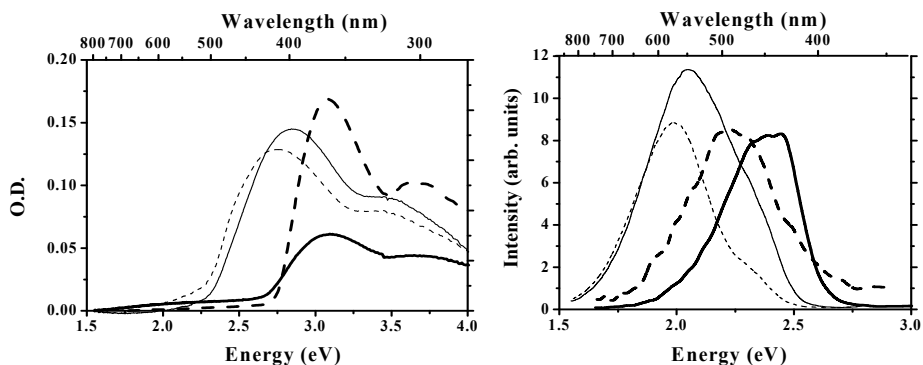 Wavelength (nm)
800 700 600 500 400 300
0.20
0.15
0.10
0.05
0.00
O.D.
1.5 2.0 2.5 3.0 3.5 4.0
Energy (eV)
Wavelength (nm)
800 700 600 500 400
12
10
8
6
4
2
0
Intensity (arb. units)
1.5 2.0 2.5 3.0
Energy (eV)